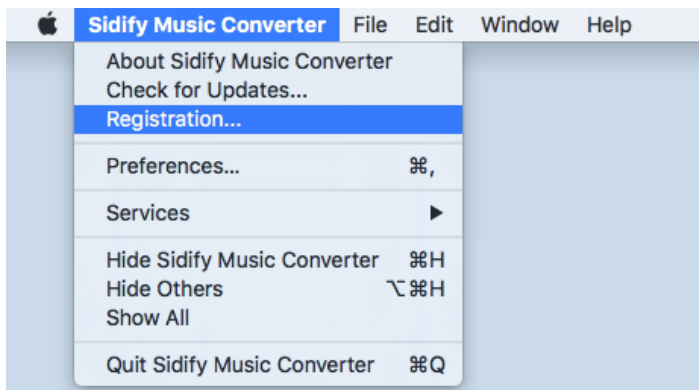 Sidify Music Converter File Edit Window Help
About Sidify Music Converter
Check for Updates...
Registration...
Preferences... ⌘,
Services ▶
Hide Sidify Music Converter ⌘H
Hide Others ⌥⌘H
Show All
Quit Sidify Music Converter ⌘Q